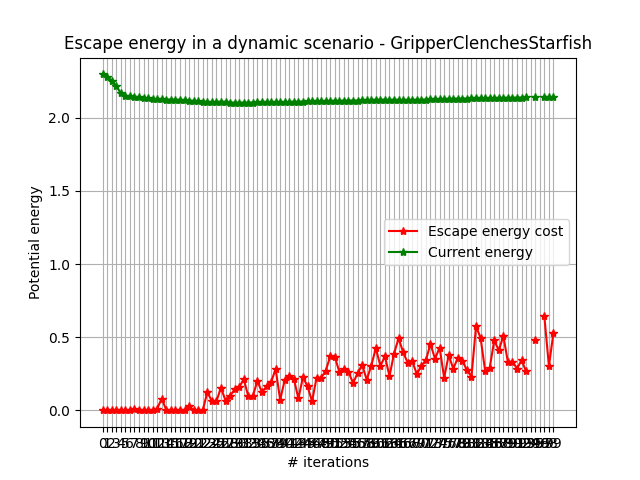 Escape energy in a dynamic scenario - GripperClenchesStarfish
Potential energy
2.0
1.5
1.0
0.5
0.0
Escape energy cost
Current energy
# iterations